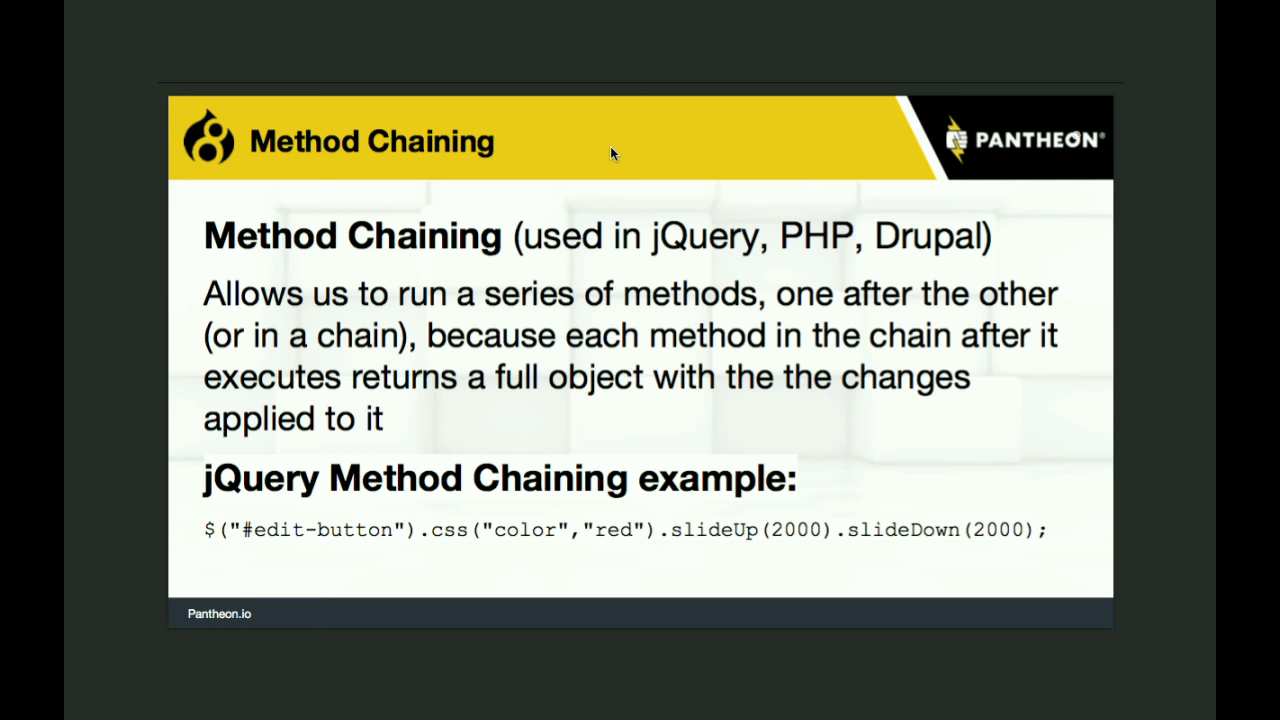 Method Chaining
PANTHEON®
Method Chaining (used in jQuery, PHP, Drupal)
Allows us to run a series of methods, one after the other
(or in a chain), because each method in the chain after it
executes returns a full object with the the changes
applied to it
jQuery Method Chaining example:
$("#edit-button").css("color","red").slideUp(2000).slideDown(2000);
Pantheon.io